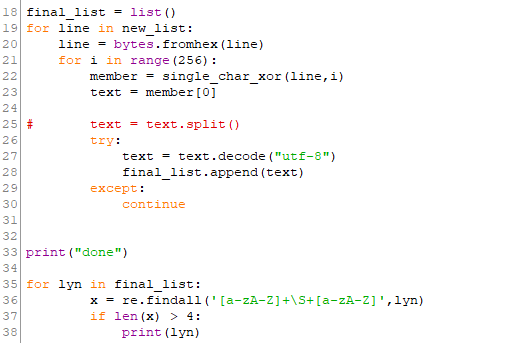 18 final_list = list()
19 for line in new_list:
20     line = bytes.fromhex(line)
21     for i in range(256):
22         member = single_char_xor(line,i)
23         text = member[0]
24
25 #       text = text.split()
26         try:
27             text = text.decode("utf-8")
28             final_list.append(text)
29         except:
30             continue
31
32
33 print("done")
34
35 for lyn in final_list:
36         x = re.findall('[a-zA-Z]+\S+[a-zA-Z]',lyn)
37         if len(x) > 4:
38             print(lyn)